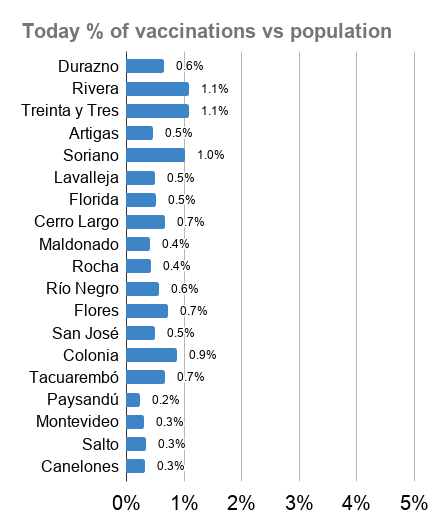 Today % of vaccinations vs population
Durazno 0.6%
Rivera 1.1%
Treinta y Tres 1.1%
Artigas 0.5%
Soriano 1.0%
Lavalleja 0.5%
Florida 0.5%
Cerro Largo 0.7%
Maldonado 0.4%
Rocha 0.4%
Río Negro 0.6%
Flores 0.7%
San José 0.5%
Colonia 0.9%
Tacuarembó 0.7%
Paysandú 0.2%
Montevideo 0.3%
Salto 0.3%
Canelones 0.3%
0% 1% 2% 3% 4% 5%